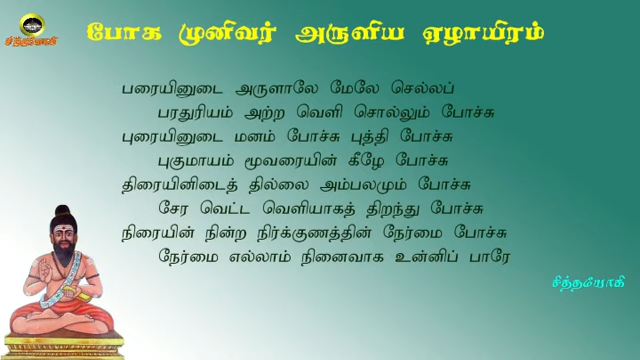 சித்தயோகி
போக முனிவர் அருளிய ஏழாயிரம்
பரையினுடை அருளாலே மேலே செல்லப்
பரதுரியம் அற்ற வெளி சொல்லும் போச்சு
புரையினுடை மனம் போச்சு புத்தி போச்சு
புகுமாயம் மூவரையின் கீழே போச்சு
திரையினிடைத் தில்லை அம்பலமும் போச்சு
சேர வெட்ட வெளியாகத் திறந்து போச்சு
நிரையின் நின்ற நிர்க்குணத்தின் நேர்மை போச்சு
நேர்மை எல்லாம் நினைவாக உன்னிப் பாரே
சித்தயோகி